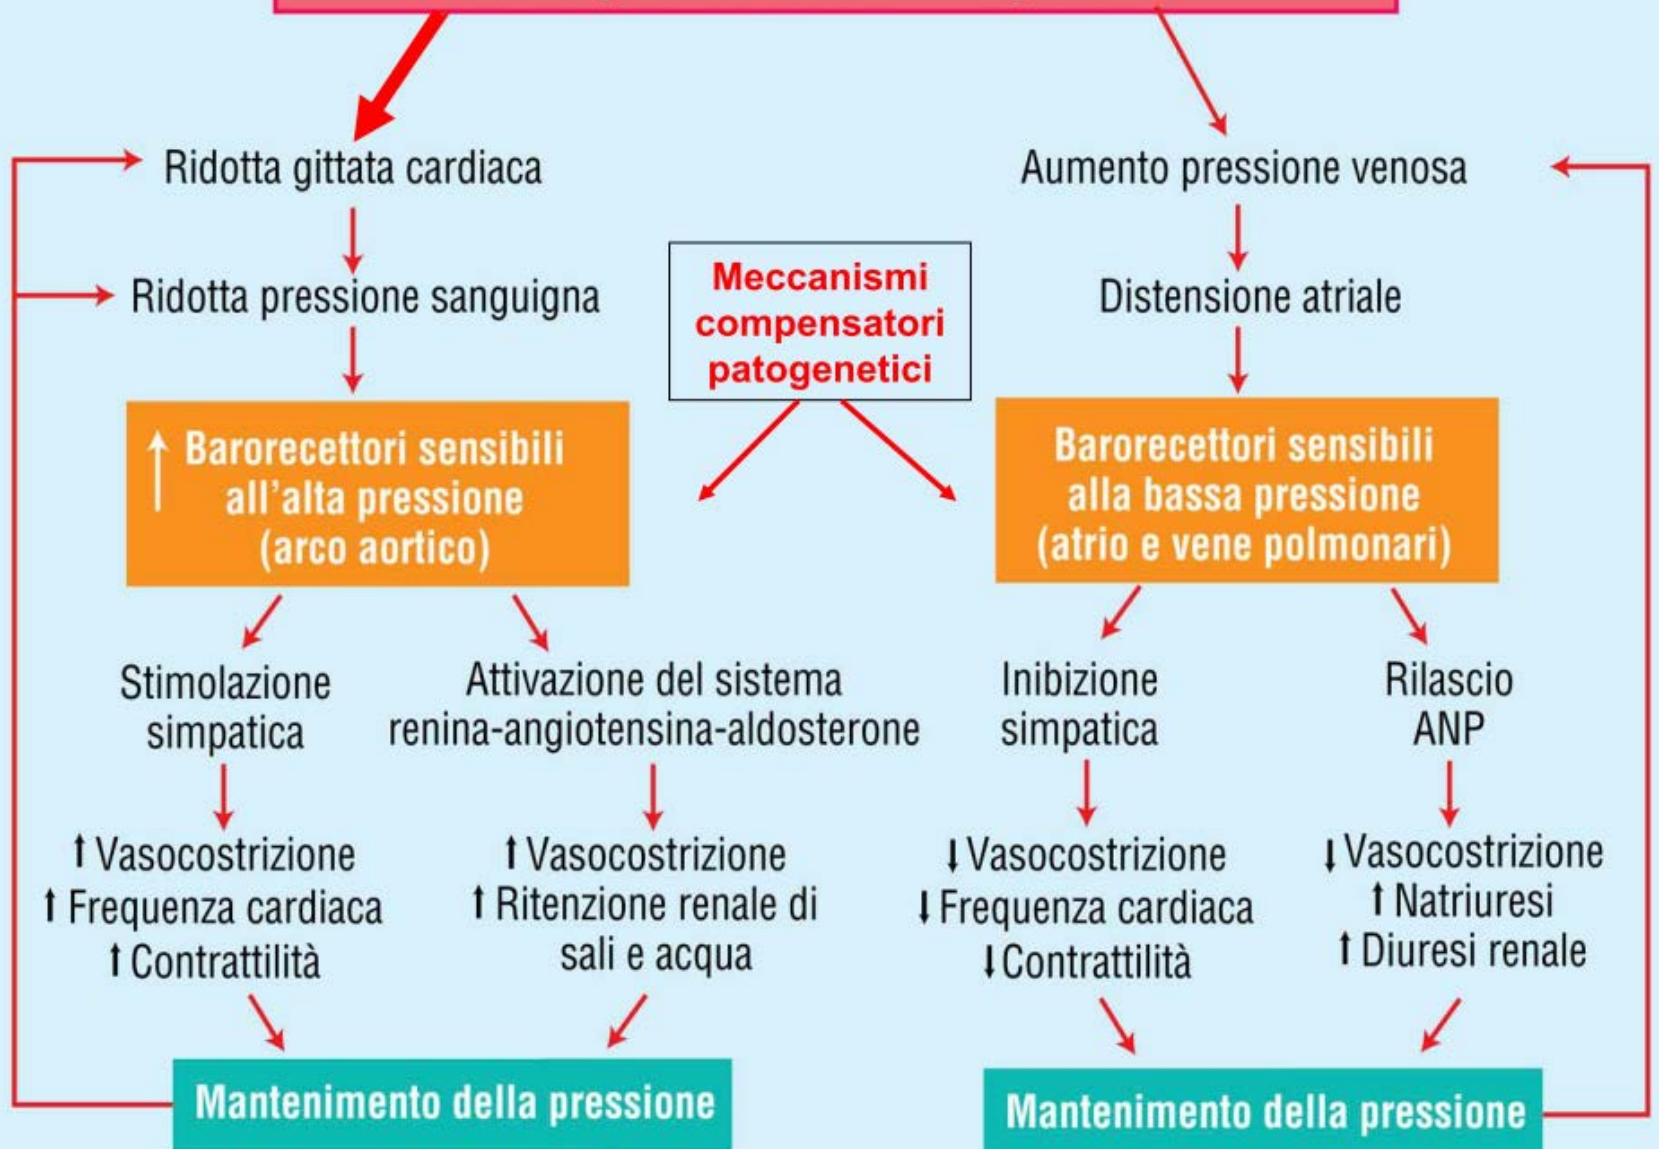 Ridotta gittata cardiaca
Ridotta pressione sanguigna
↑ Barorecettori sensibili
all'alta pressione
(arco aortico)
Stimolazione
simpatica
Attivazione del sistema
renina-angiotensina-aldosterone
↑ Vasocostrizione
↑ Frequenza cardiaca
↑ Contrattilità
↑ Vasocostrizione
↑ Ritenzione renale di
sali e acqua
Mantenimento della pressione
Meccanismi
compensatori
patogenetici
Aumento pressione venosa
Distensione atriale
Barorecettori sensibili
alla bassa pressione
(atrio e vene polmonari)
Inibizione
simpatica
Rilascio
ANP
↓ Vasocostrizione
↓ Frequenza cardiaca
↓ Contrattilità
↓ Vasocostrizione
↑ Natriuresi
↑ Diuresi renale
Mantenimento della pressione